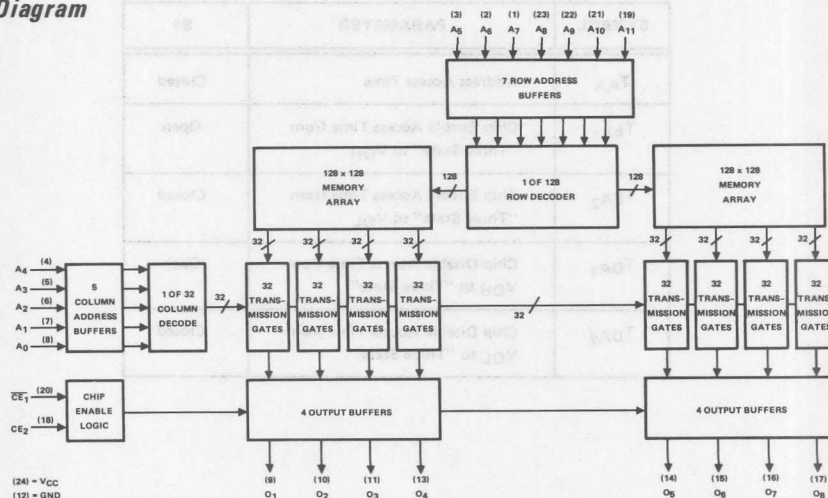 Diagram
(3) (2) (1) (23) (22) (21) (19)
A5 A6 A7 A8 A9 A10 A11
7 ROW ADDRESS
BUFFERS
128 x 128
MEMORY
ARRAY
128
1 OF 128
ROW DECODER
128
128 x 128
MEMORY
ARRAY
32 32 32 32
32 32 32 32
A4 (4)
A3 (5)
A2 (6)
A1 (7)
A0 (8)
5
COLUMN
ADDRESS
BUFFERS
1 OF 32
COLUMN
DECODE
32
32
TRANS-
MISSION
GATES
32
TRANS-
MISSION
GATES
32
TRANS-
MISSION
GATES
32
TRANS-
MISSION
GATES
32
32
TRANS-
MISSION
GATES
32
TRANS-
MISSION
GATES
32
TRANS-
MISSION
GATES
32
TRANS-
MISSION
GATES
C̅E̅1 (20)
CE2 (18)
CHIP
ENABLE
LOGIC
4 OUTPUT BUFFERS
4 OUTPUT BUFFERS
(9) (10) (11) (13)
O1 O2 O3 O4
(14) (15) (16) (17)
O5 O6 O7 O8
(24) = VCC
(12) = GND